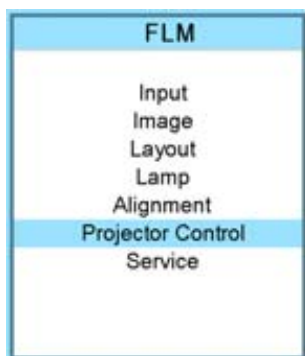 FLM
Input
Image
Layout
Lamp
Alignment
Projector Control
Service